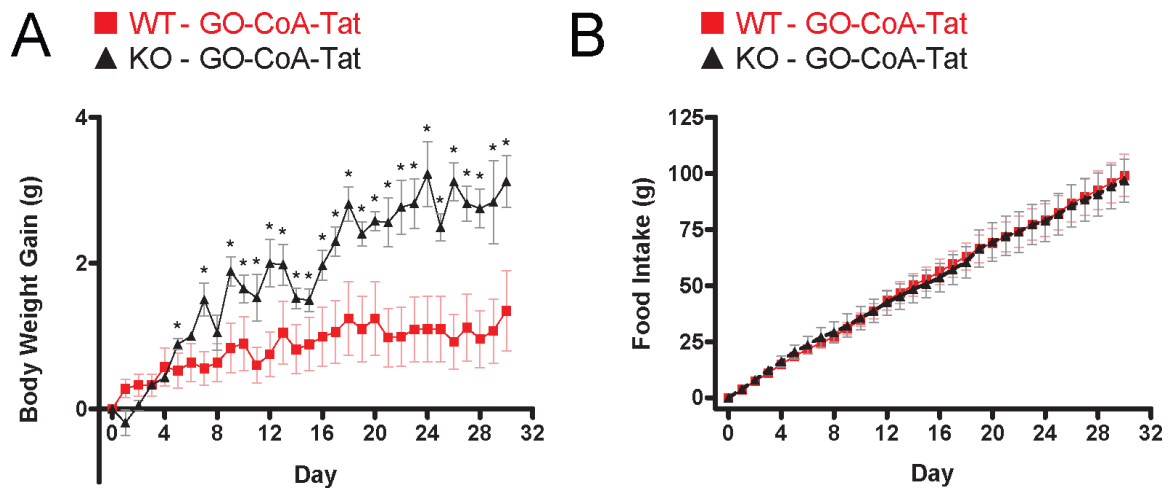 A
WT - GO-CoA-Tat
KO - GO-CoA-Tat
Body Weight Gain (g)
4
2
0
* * * * * * * * * * * * * * * * * * * * * * *
0 4 8 12 16 20 24 28 32
Day
B
WT - GO-CoA-Tat
KO - GO-CoA-Tat
Food Intake (g)
125
100
75
50
25
0
0 4 8 12 16 20 24 28 32
Day